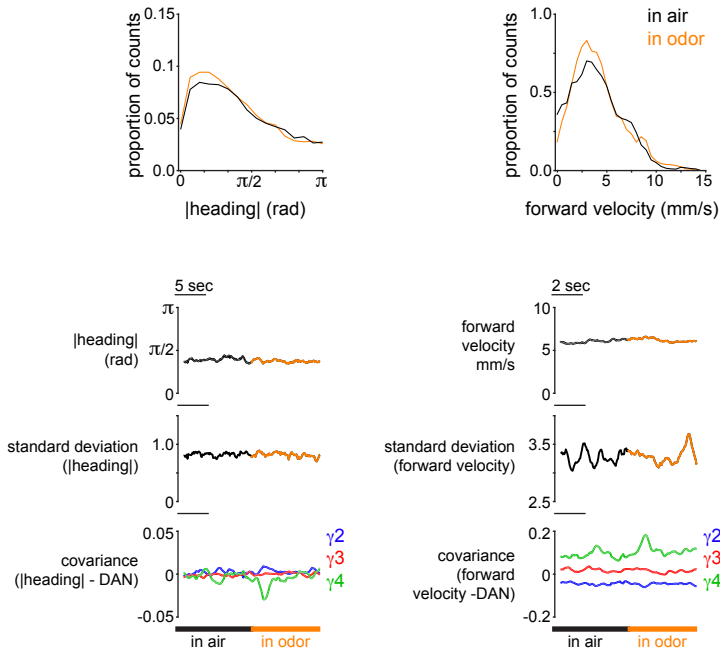 0.15
0.1
0.05
0.0
proportion of counts
0
π/2
π
|heading| (rad)
1.0
0.5
0.0
proportion of counts
0
5
10
15
forward velocity (mm/s)
in air
in odor
5 sec
π
π/2
0
|heading|
(rad)
2 sec
10
5
0
forward
velocity
mm/s
1.0
0.0
standard deviation
(|heading|)
3.5
2.5
standard deviation
(forward velocity)
0.05
0
-0.05
covariance
(|heading| - DAN)
γ2
γ3
γ4
in air
in odor
0.2
0
-0.2
covariance
(forward
velocity -DAN)
γ2
γ3
γ4
in air
in odor